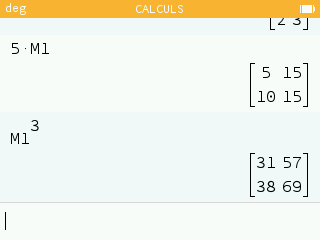 deg CALCULS
[2 3]
5·M1
[5 15
10 15]
M1³
[31 57
38 69]